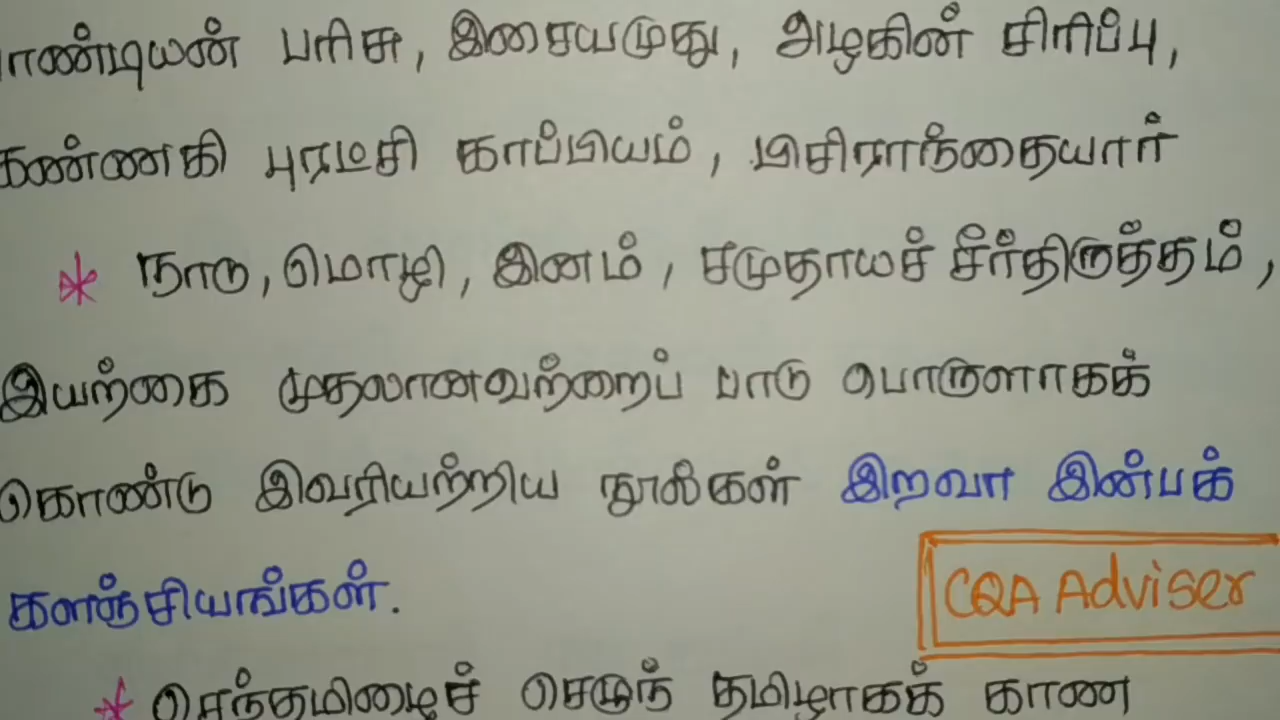 பாண்டியன் பரிசு, இசையமுது, அழகின் சிரிப்பு,
கண்ணகி புரட்சி காப்பியம், பிசிராந்தையார்
* நாடு, மொழி, இனம், சமுதாயச் சீர்திருத்தம்,
இயற்கை முதலானவற்றைப் பாடு பொருளாகக்
கொண்டு இவரியற்றிய நூல்கள் இறவா இன்பக்
களஞ்சியங்கள்.
CQA Adviser
* செந்தமிழைச் செழுந் தமிழாகக் காண